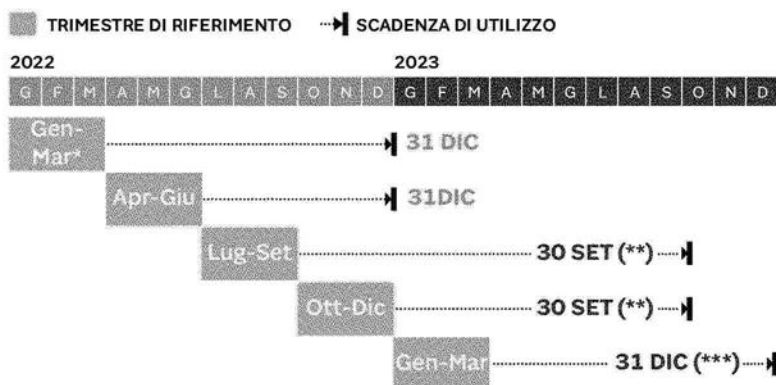 TRIMESTRE DI RIFERIMENTO SCADENZA DI UTILIZZO
2022 2023
G F M A M G L A S O N D G F M A M G L A S O N D
Gen-
Mar* 31 DIC
Apr-Giu 31DIC
Lug-Set 30 SET (**)
Ott-Dic 30 SET (**)
Gen-Mar 31 DIC (***)